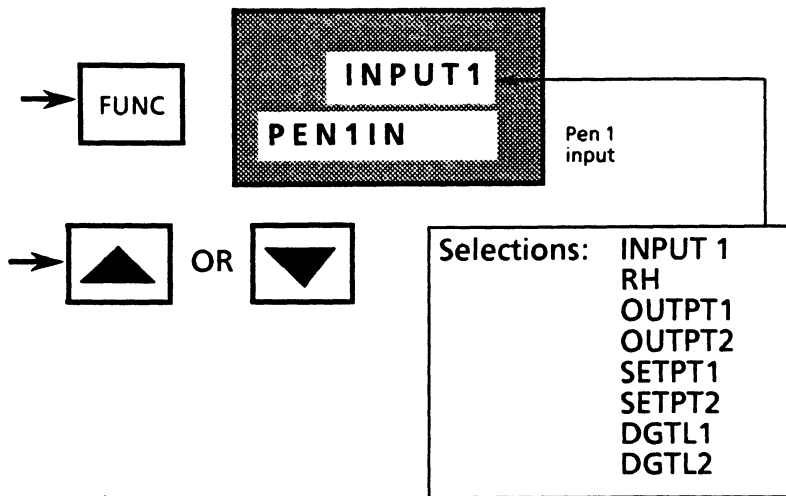 FUNC
INPUT1
PEN1IN
Pen 1
input
OR
Selections: INPUT 1
RH
OUTPT1
OUTPT2
SETPT1
SETPT2
DGTL1
DGTL2